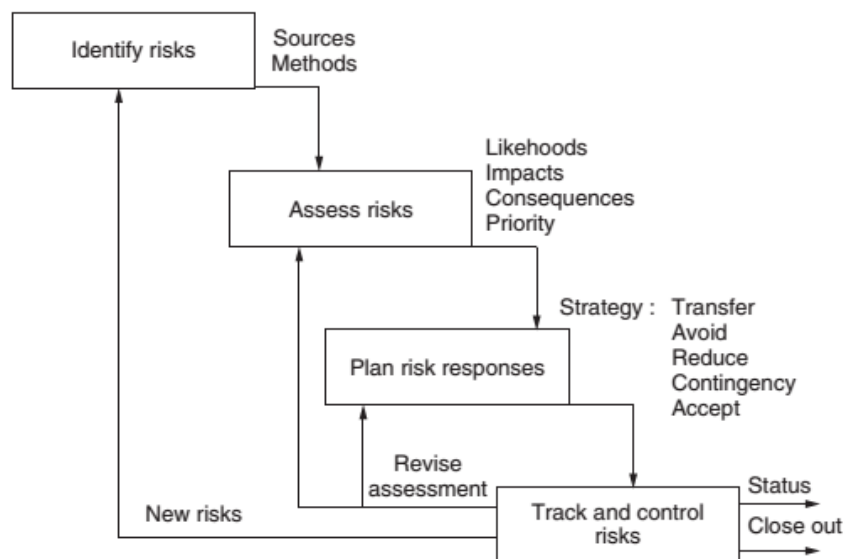 Identify risks
Sources
Methods
Likehoods
Impacts
Consequences
Priority
Assess risks
Strategy : Transfer
Avoid
Reduce
Contingency
Accept
Plan risk responses
Revise
assessment
New risks
Track and control
risks
Status
Close out